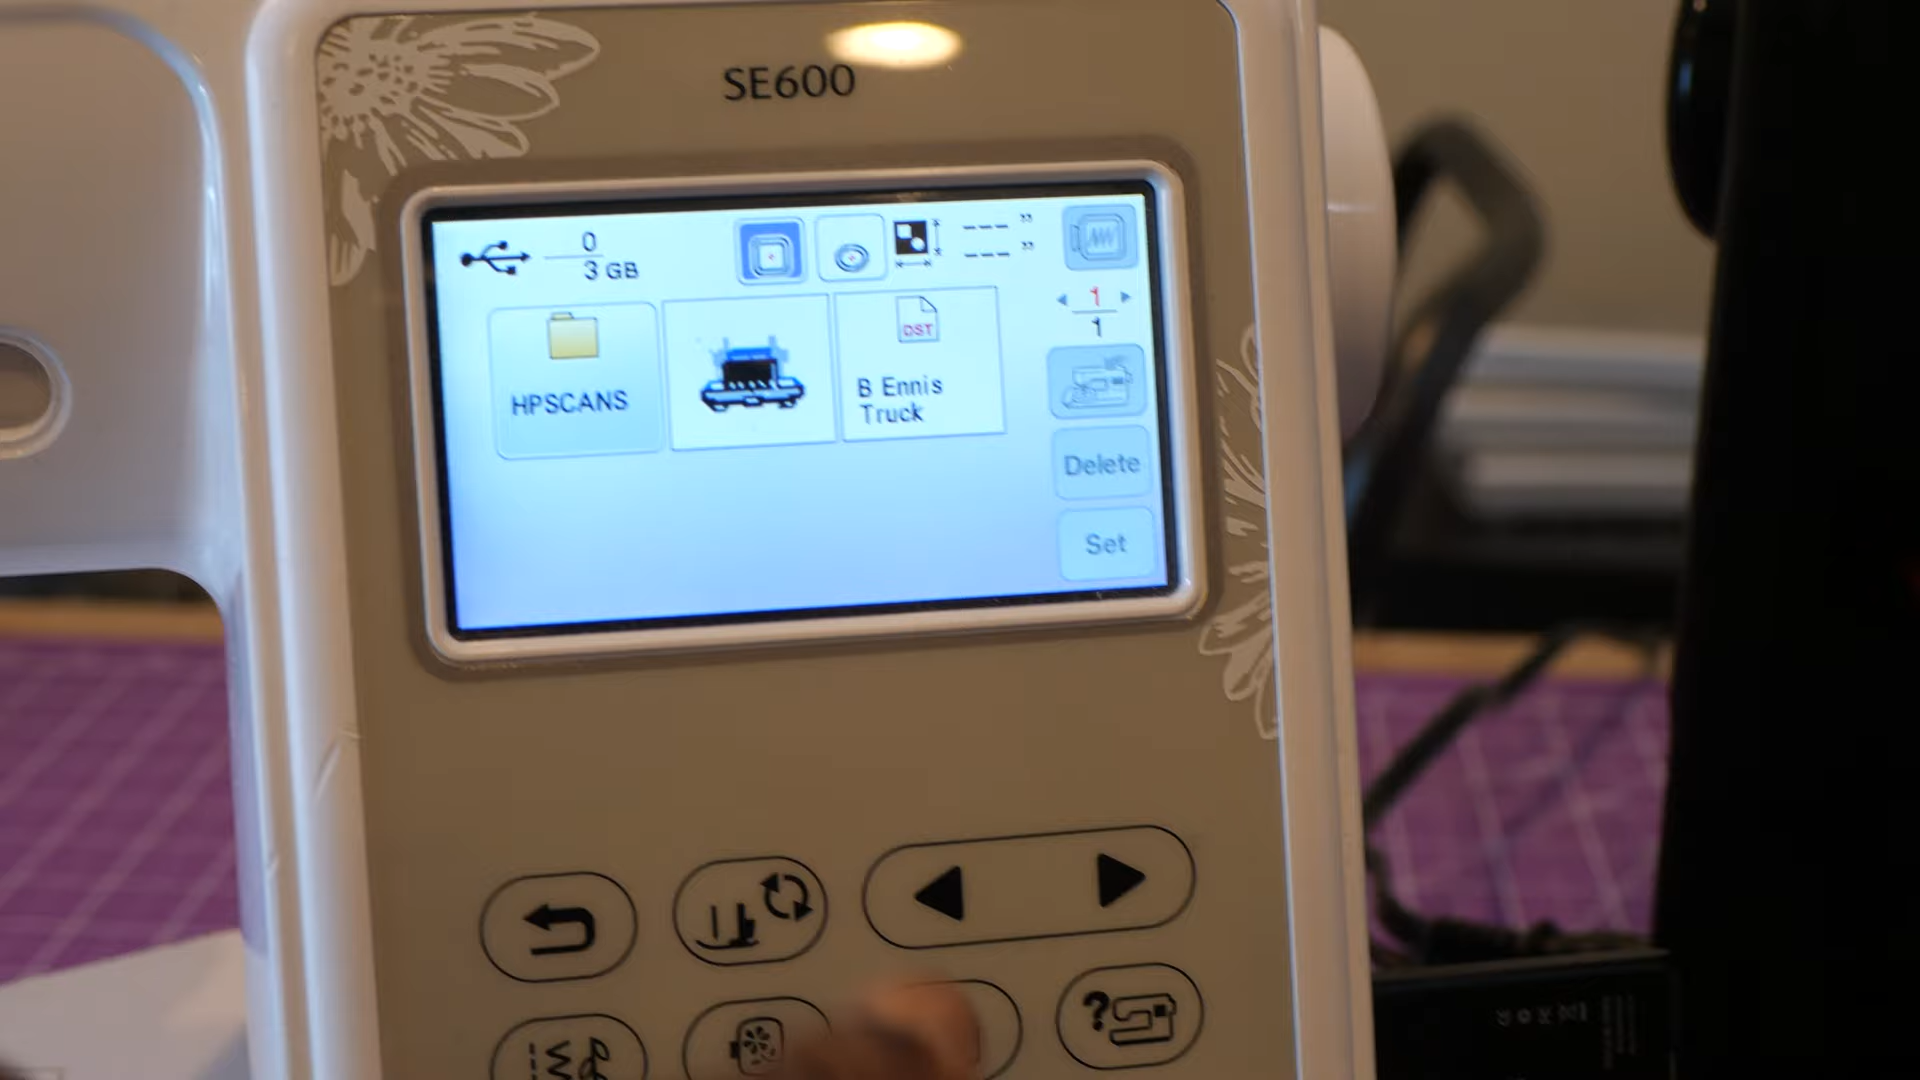 SE600
0
3 GB
--- "
--- "
1
1
HPSCANS
DST
B Ennis
Truck
Delete
Set
?